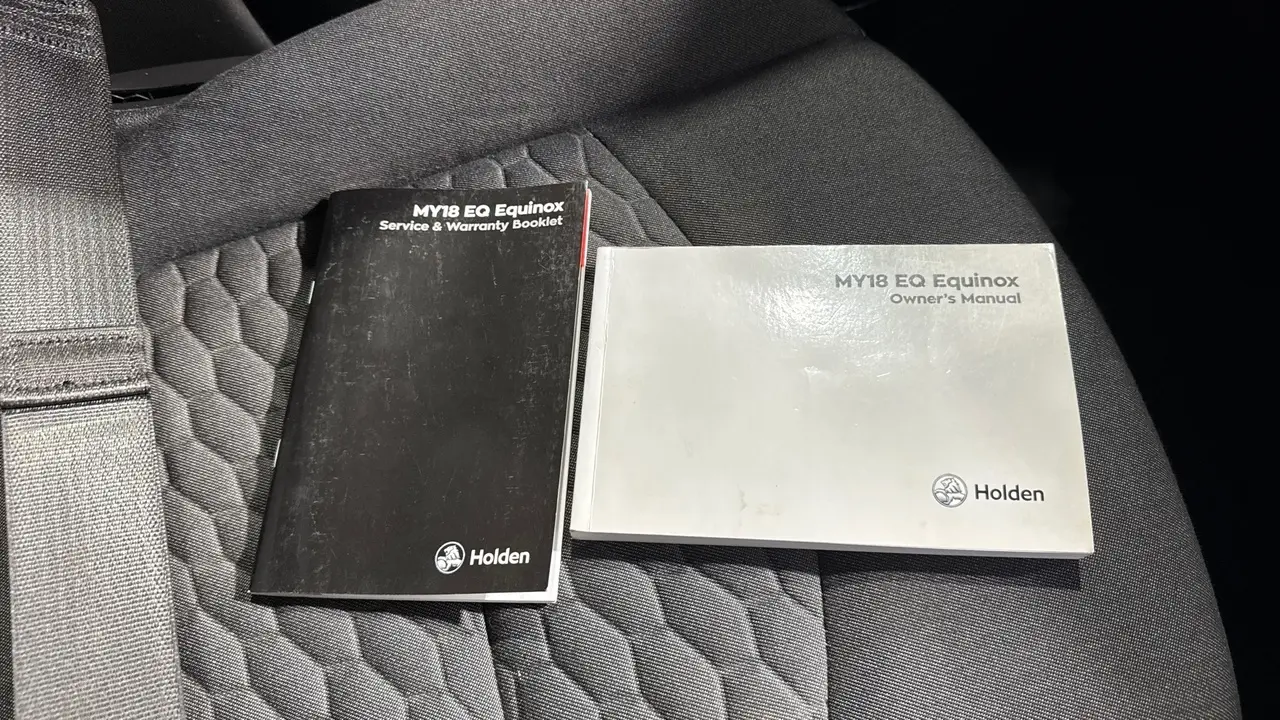 MY18 EQ Equinox
Service & Warranty Booklet
Holden
MY18 EQ Equinox
Owner's Manual
Holden